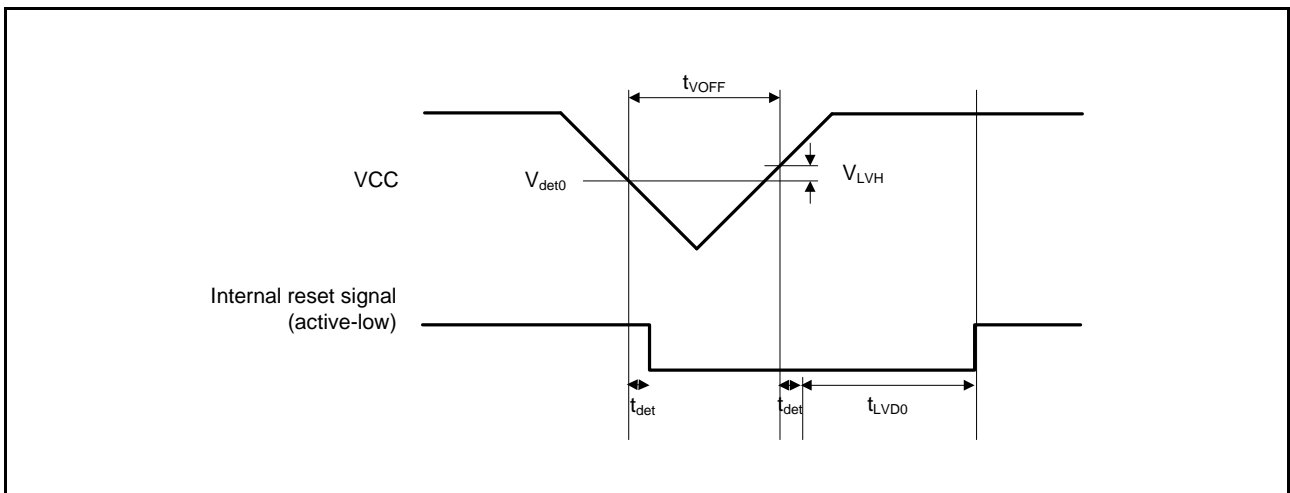 tVOFF
VCC
Vdet0
VLVH
Internal reset signal
(active-low)
tdet
tdet
tLVD0